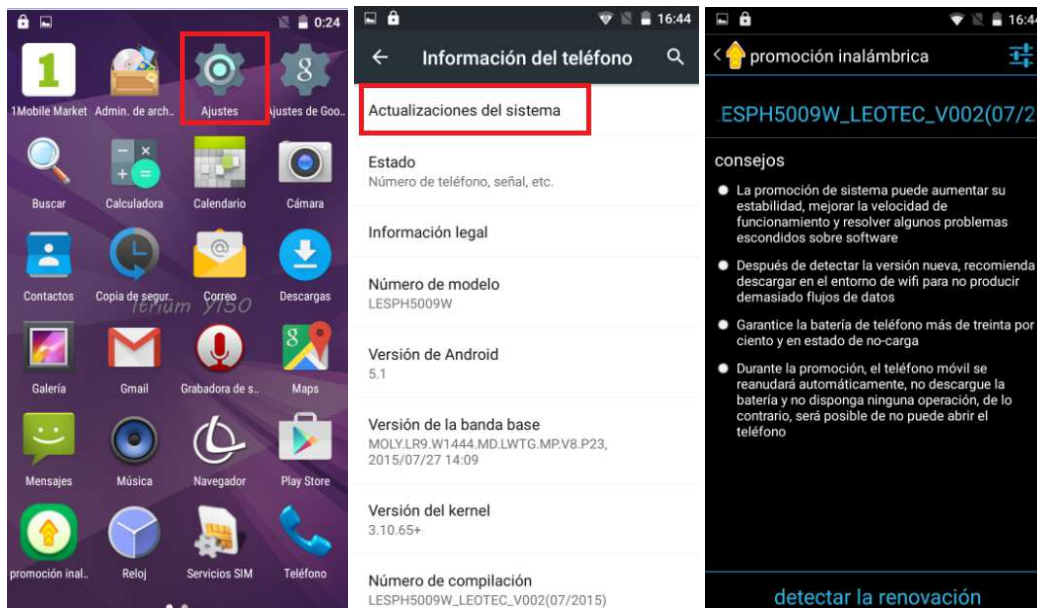 0:24
1Mobile Market
Admin. de arch..
Ajustes
Ajustes de Goo..
Buscar
Calculadora
Calendario
Cámara
Contactos
Copia de segur..
Correo
Descargas
Itrium Y150
Galería
Gmail
Grabadora de s..
Maps
Mensajes
Música
Navegador
Play Store
promoción inal..
Reloj
Servicios SIM
Teléfono
16:44
Información del teléfono
Actualizaciones del sistema
Estado
Número de teléfono, señal, etc.
Información legal
Número de modelo
LESPH5009W
Versión de Android
5.1
Versión de la banda base
MOLY.LR9.W1444.MD.LWTG.MP.V8.P23,
2015/07/27 14:09
Versión del kernel
3.10.65+
Número de compilación
LESPH5009W_LEOTEC_V002(07/2015)
16:44
promoción inalámbrica
.ESPH5009W_LEOTEC_V002(07/2
consejos
La promoción de sistema puede aumentar su
estabilidad, mejorar la velocidad de
funcionamiento y resolver algunos problemas
escondidos sobre software
Después de detectar la versión nueva, recomienda
descargar en el entorno de wifi para no producir
demasiado flujos de datos
Garantice la batería de teléfono más de treinta por
ciento y en estado de no-carga
Durante la promoción, el teléfono móvil se
reanudará automáticamente, no descargue la
batería y no disponga ninguna operación, de lo
contrario, será posible de no puede abrir el
teléfono
detectar la renovación